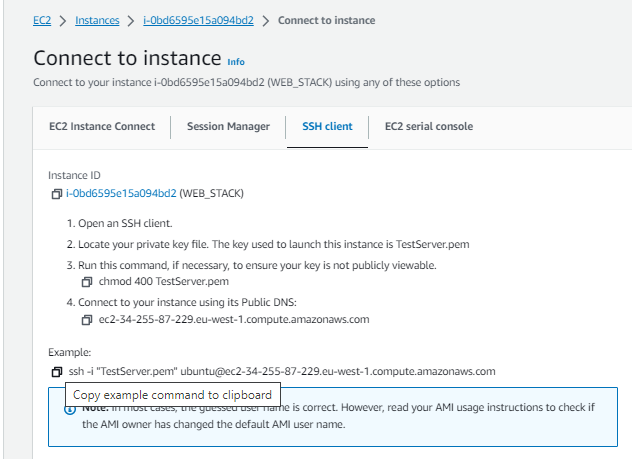 EC2 > Instances > i-0bd6595e15a094bd2 > Connect to instance
Connect to instance Info
Connect to your instance i-0bd6595e15a094bd2 (WEB_STACK) using any of these options
EC2 Instance Connect Session Manager SSH client EC2 serial console
Instance ID
i-0bd6595e15a094bd2 (WEB_STACK)
1. Open an SSH client.
2. Locate your private key file. The key used to launch this instance is TestServer.pem
3. Run this command, if necessary, to ensure your key is not publicly viewable.
chmod 400 TestServer.pem
4. Connect to your instance using its Public DNS:
ec2-34-255-87-229.eu-west-1.compute.amazonaws.com
Example:
ssh -i "TestServer.pem" ubuntu@ec2-34-255-87-229.eu-west-1.compute.amazonaws.com
Copy example command to clipboard
Note: In most cases, the guessed user name is correct. However, read your AMI usage instructions to check if
the AMI owner has changed the default AMI user name.